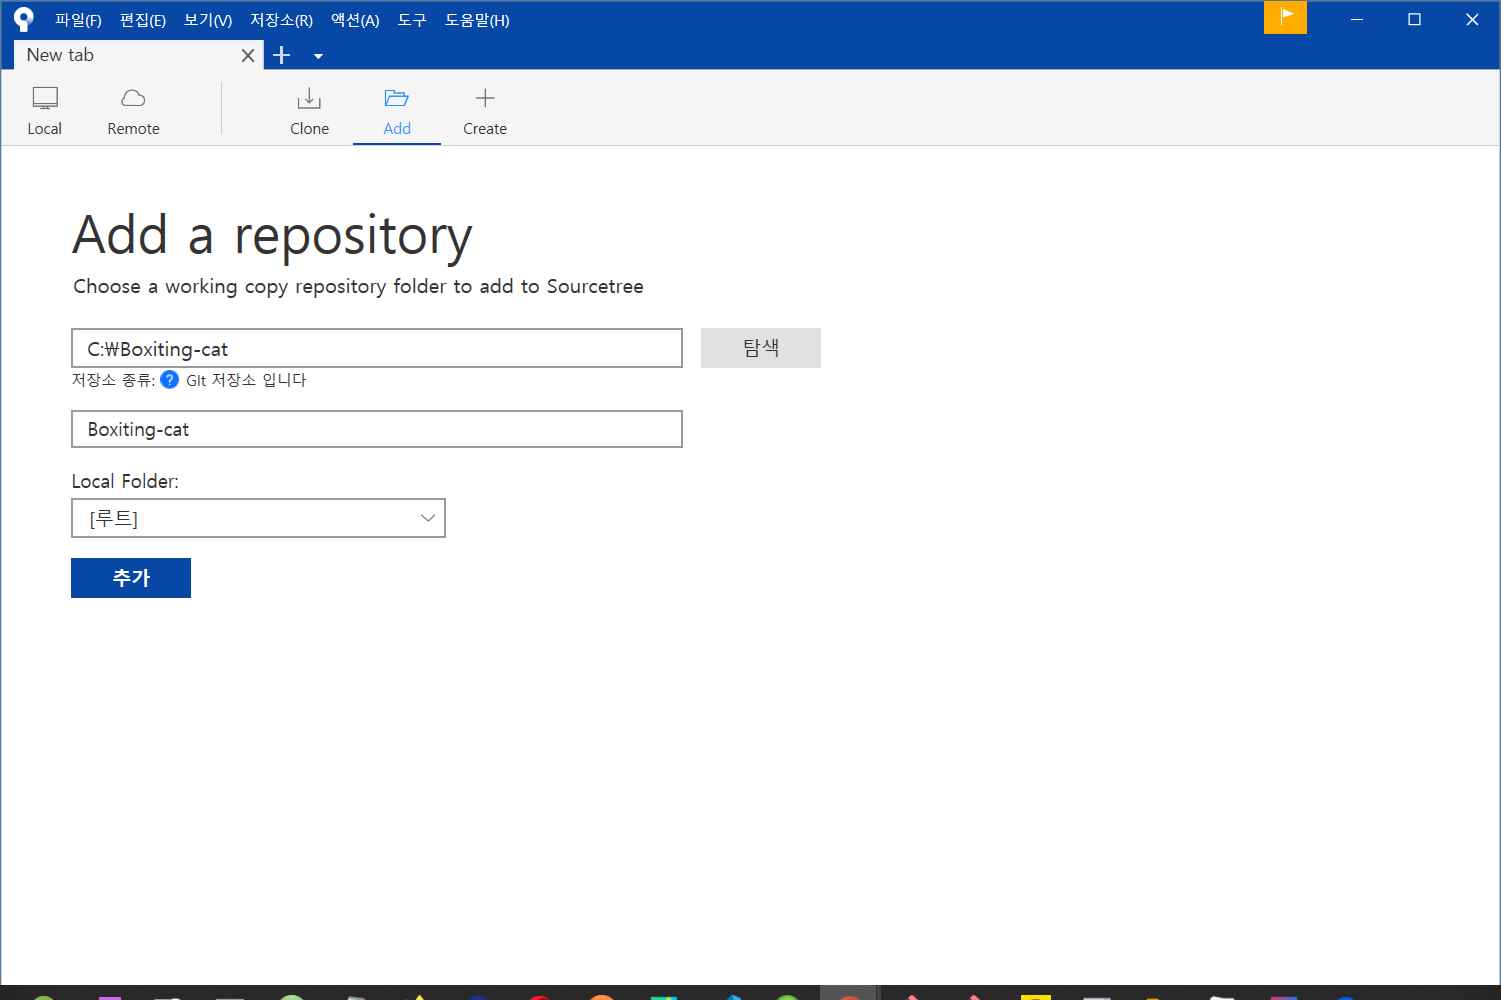 파일(F) 편집(E) 보기(V) 저장소(R) 액션(A) 도구 도움말(H)
New tab
Local Remote Clone Add Create
Add a repository
Choose a working copy repository folder to add to Sourcetree
C:₩Boxiting-cat 탐색
저장소 종류: ? GIt 저장소 입니다
Boxiting-cat
Local Folder:
[루트]
추가